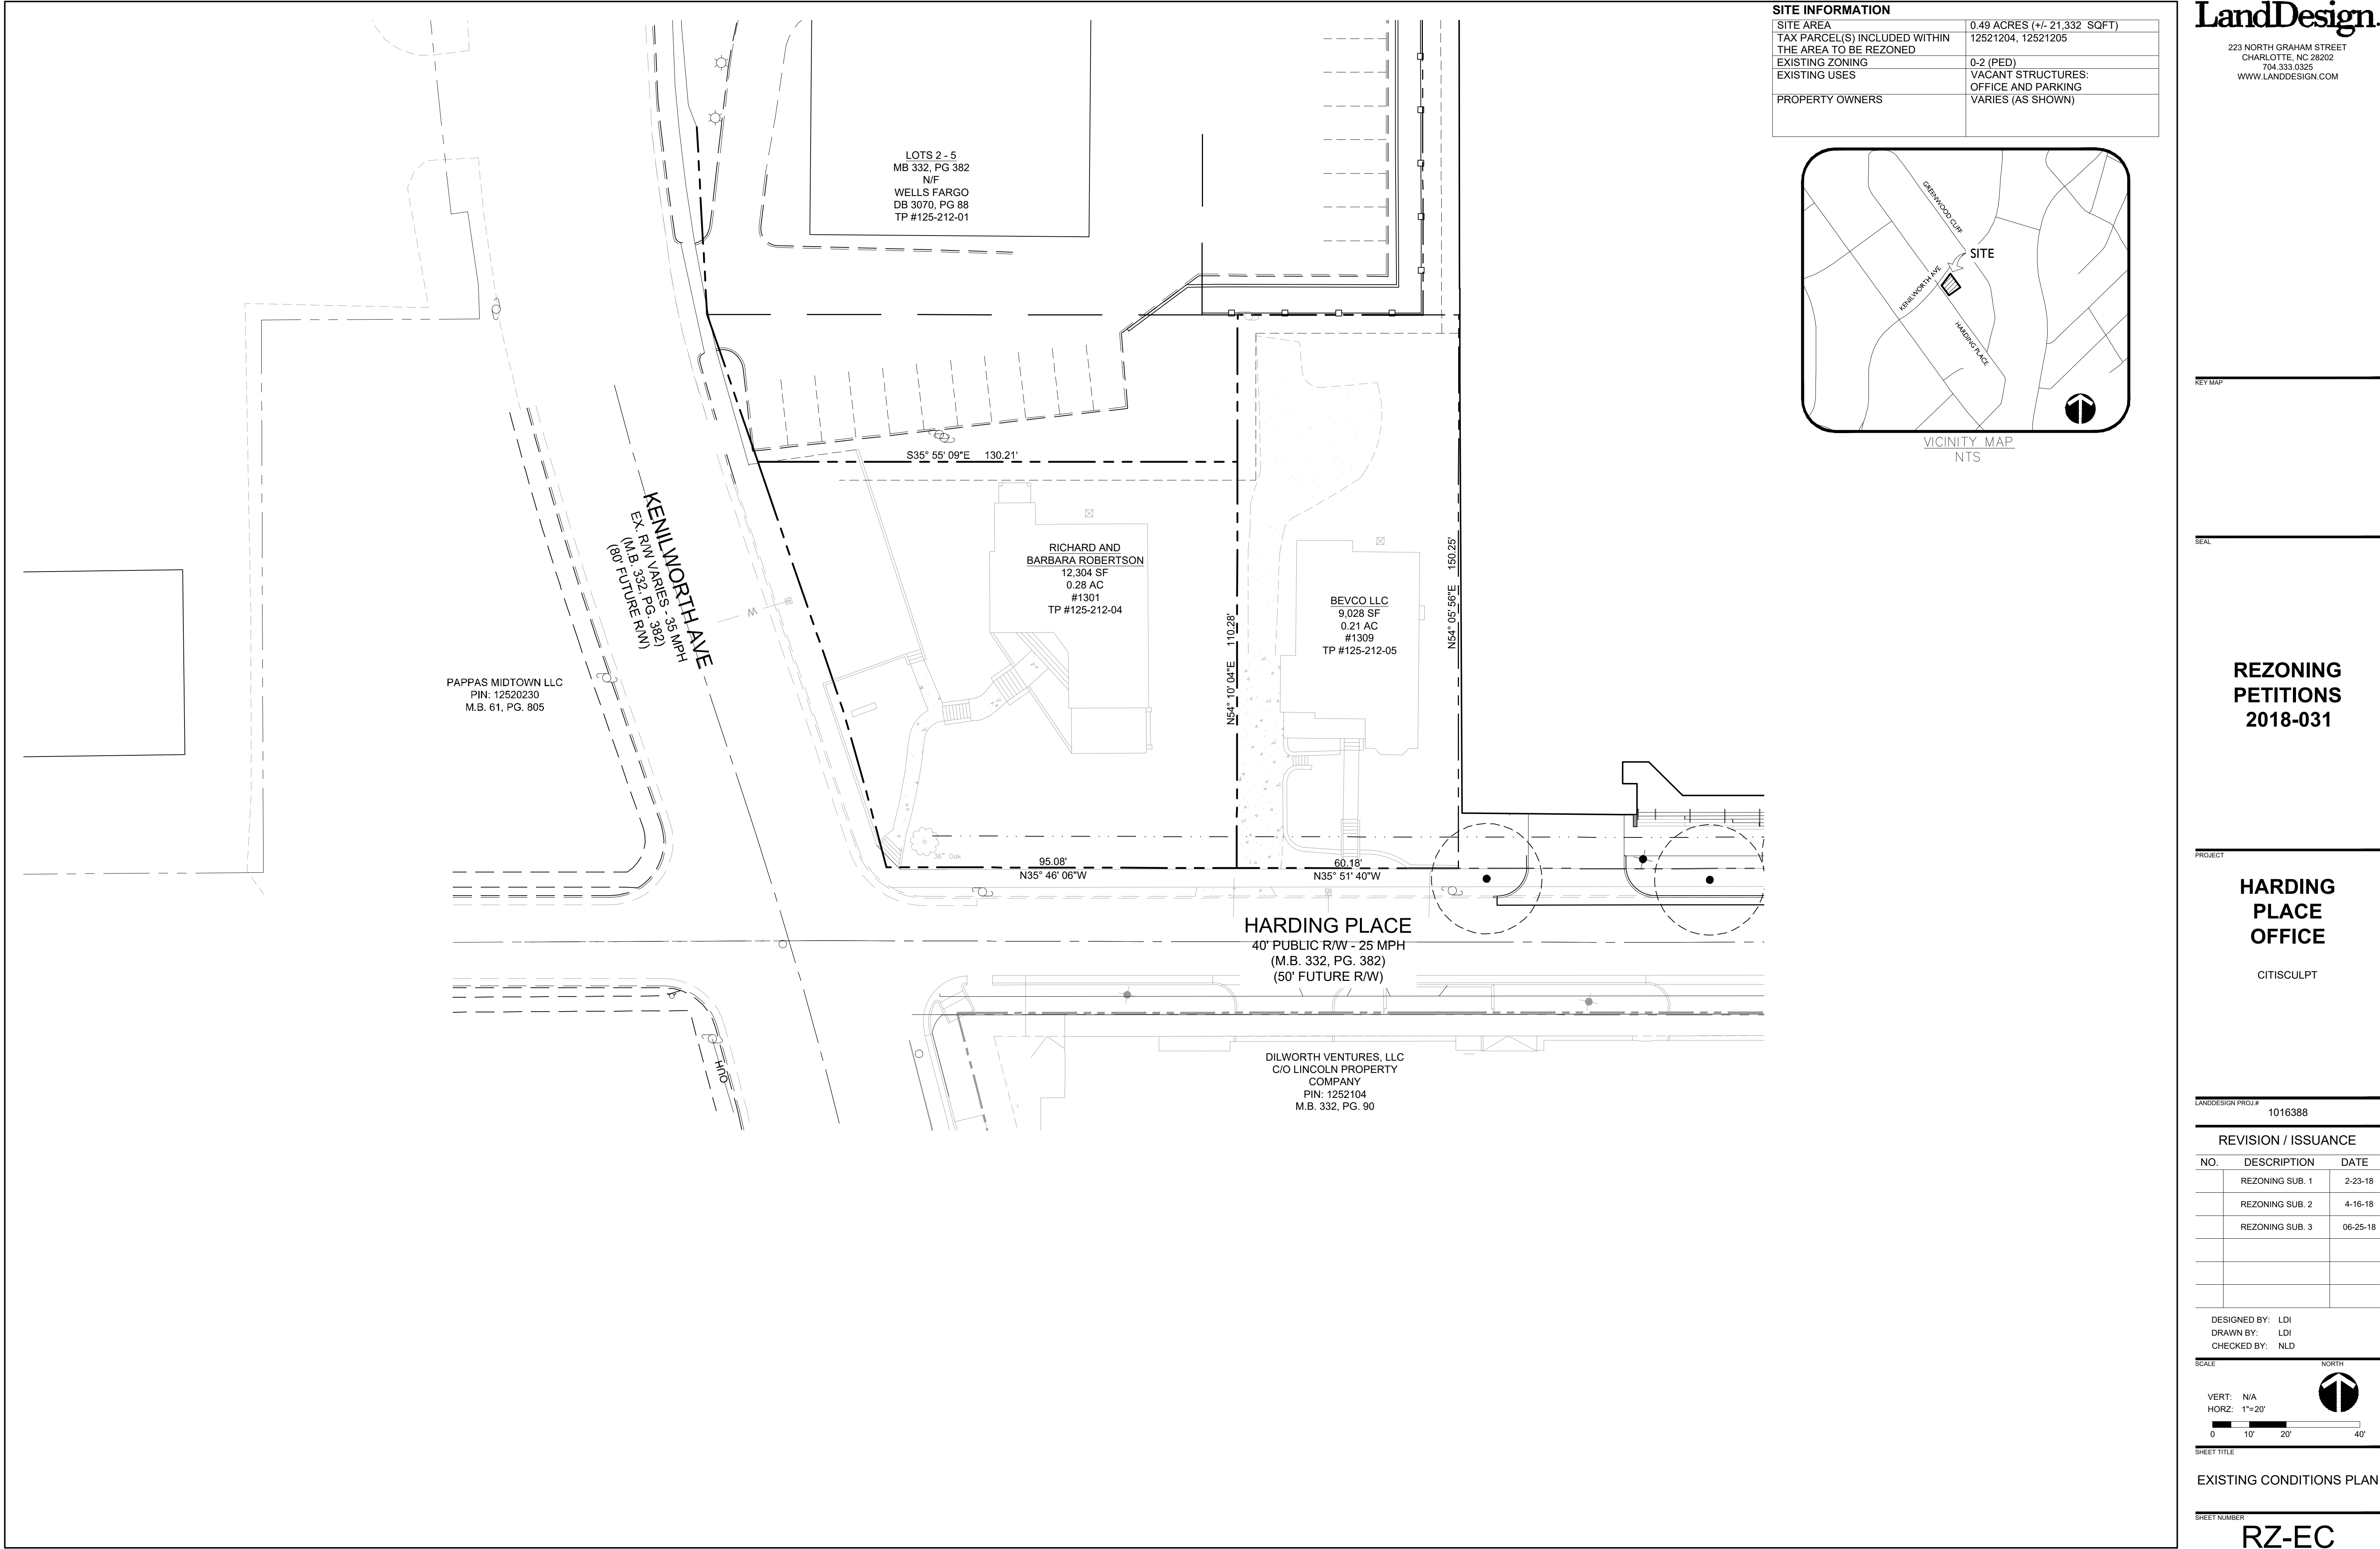 SITE INFORMATION
SITE AREA 0.49 ACRES (+/- 21,332 SQFT)
TAX PARCEL(S) INCLUDED WITHIN 12521204, 12521205
THE AREA TO BE REZONED
EXISTING ZONING 0-2 (PED)
EXISTING USES VACANT STRUCTURES:
OFFICE AND PARKING
PROPERTY OWNERS VARIES (AS SHOWN)
GREENWOOD CLIFF
SITE
KENILWORTH AVE
HARDING PLACE
VICINITY MAP
NTS
LOTS 2 - 5
MB 332, PG 382
N/F
WELLS FARGO
DB 3070, PG 88
TP #125-212-01
S35° 55' 09"E 130.21'
KENILWORTH AVE
EX. R/W VARIES - 35 MPH
(M.B. 332, PG. 382)
(80' FUTURE R/W)
W
RICHARD AND
BARBARA ROBERTSON
12,304 SF
0.28 AC
#1301
TP #125-212-04
N54° 10' 04"E 110.28'
BEVCO LLC
9,028 SF
0.21 AC
#1309
TP #125-212-05
N54° 05' 56"E 150.25'
PAPPAS MIDTOWN LLC
PIN: 12520230
M.B. 61, PG. 805
36" Oak
95.08'
N35° 46' 06"W
60.18'
N35° 51' 40"W
W
HARDING PLACE
40' PUBLIC R/W - 25 MPH
(M.B. 332, PG. 382)
(50' FUTURE R/W)
OUH
DILWORTH VENTURES, LLC
C/O LINCOLN PROPERTY
COMPANY
PIN: 1252104
M.B. 332, PG. 90
LandDesign.
223 NORTH GRAHAM STREET
CHARLOTTE, NC 28202
704.333.0325
WWW.LANDDESIGN.COM
KEY MAP
SEAL
REZONING
PETITIONS
2018-031
PROJECT
HARDING
PLACE
OFFICE
CITISCULPT
LANDDESIGN PROJ.#
1016388
REVISION / ISSUANCE
NO. DESCRIPTION DATE
REZONING SUB. 1 2-23-18
REZONING SUB. 2 4-16-18
REZONING SUB. 3 06-25-18
DESIGNED BY: LDI
DRAWN BY: LDI
CHECKED BY: NLD
SCALE NORTH
VERT: N/A
HORZ: 1"=20'
0 10' 20' 40'
SHEET TITLE
EXISTING CONDITIONS PLAN
SHEET NUMBER
RZ-EC